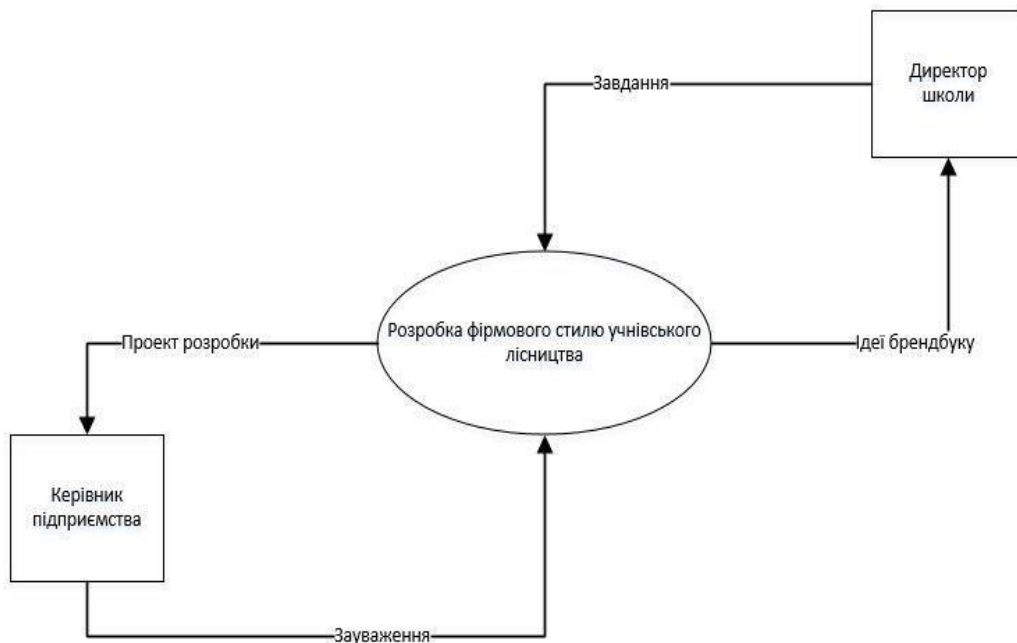 Директор
школи
Завдання
Розробка фірмового стилю учнівського
лісництва
Проект розробки
Ідеї брендбуку
Керівник
підприємства
Зауваження